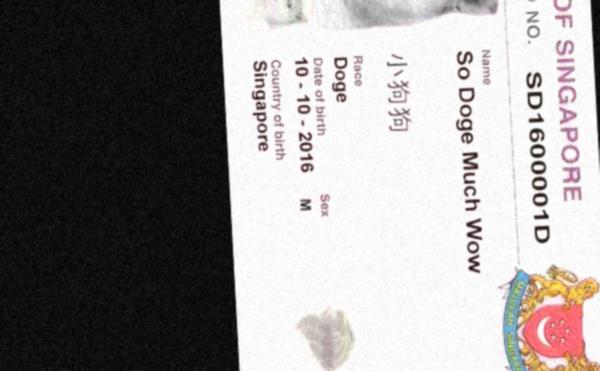 OF SINGAPORE
NO. SD1600001D
Name
So Doge Much Wow
小狗狗
Race
Doge
Date of birth Sex
10 - 10 - 2016 M
Country of birth
Singapore